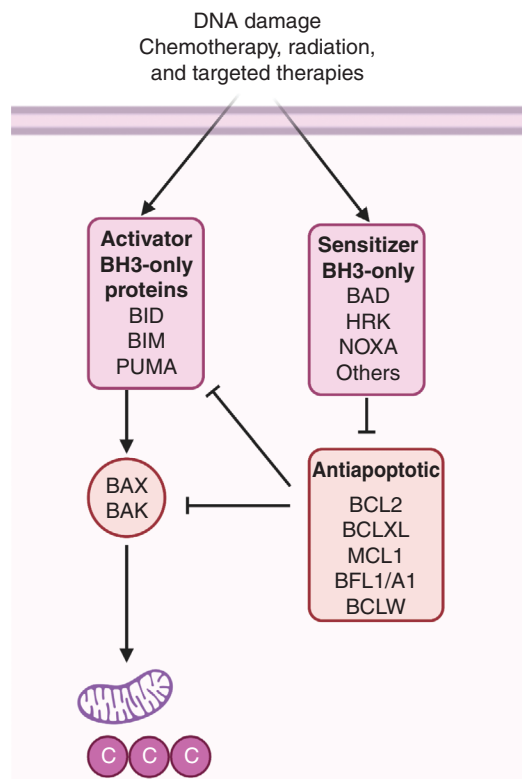 DNA damage
Chemotherapy, radiation,
and targeted therapies
Activator
BH3-only
proteins
BID
BIM
PUMA
Sensitizer
BH3-only
BAD
HRK
NOXA
Others
BAX
BAK
Antiapoptotic
BCL2
BCLXL
MCL1
BFL1/A1
BCLW
C C C